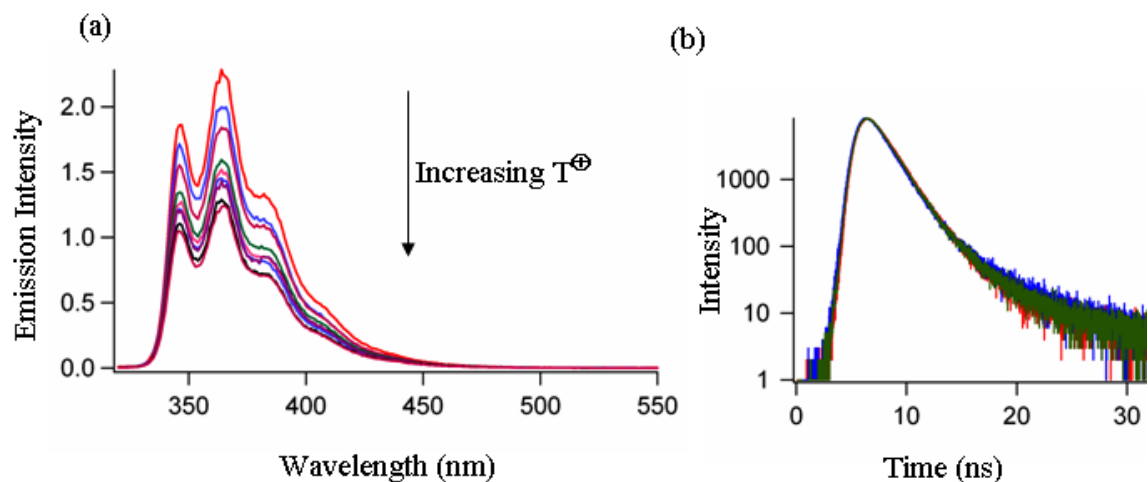 (a)
2.0
1.5
1.0
0.5
0.0
Emission Intensity
Increasing T⊕
350 400 450 500 550
Wavelength (nm)
(b)
1000
100
10
1
Intensity
0 10 20 30
Time (ns)